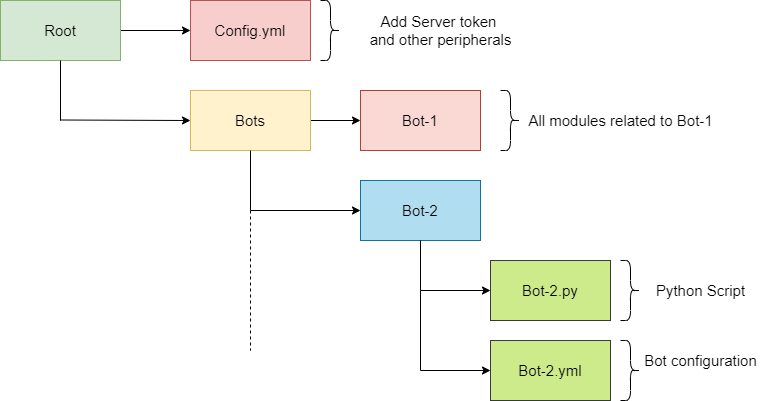 Root
Config.yml
Add Server token
and other peripherals
Bots
Bot-1
All modules related to Bot-1
Bot-2
Bot-2.py
Python Script
Bot-2.yml
Bot configuration